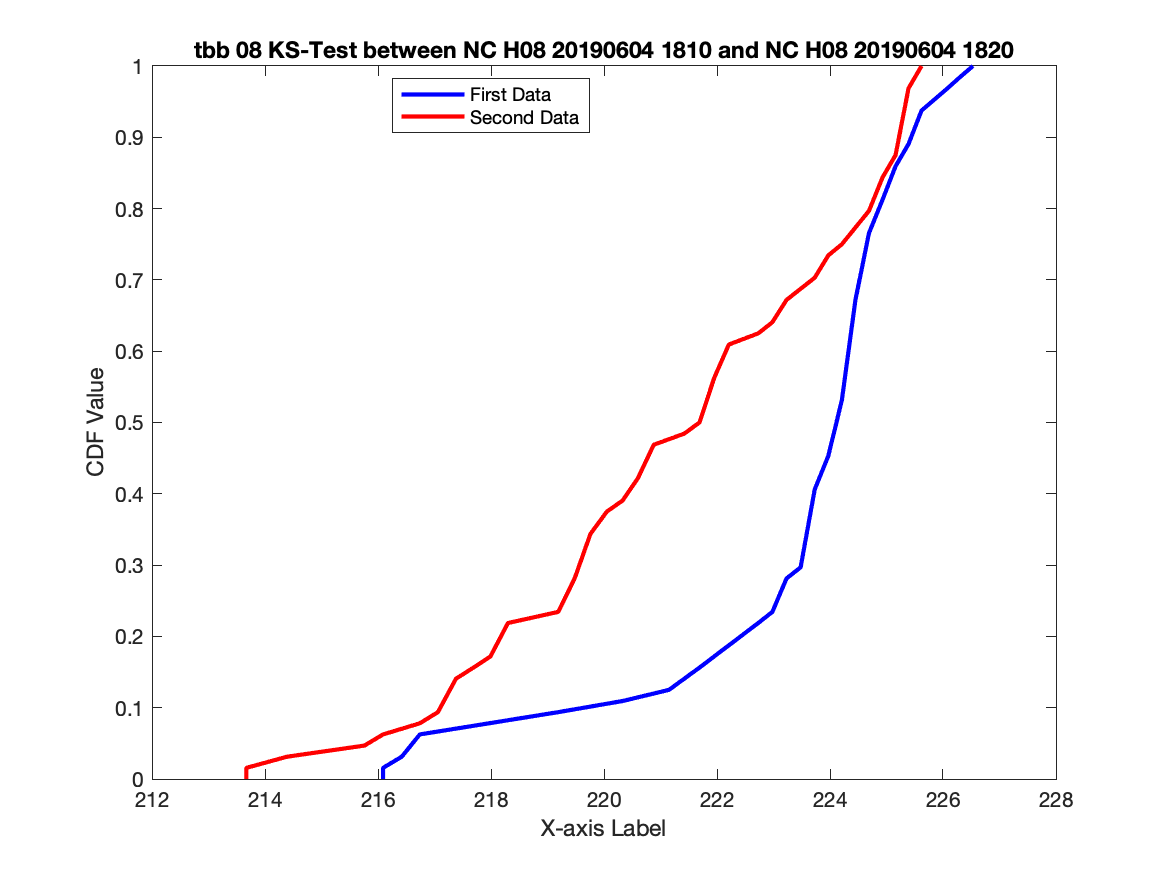 tbb 08 KS-Test between NC H08 20190604 1810 and NC H08 20190604 1820
First Data
Second Data
1
0.9
0.8
0.7
0.6
0.5
0.4
0.3
0.2
0.1
0
CDF Value
212 214 216 218 220 222 224 226 228
X-axis Label